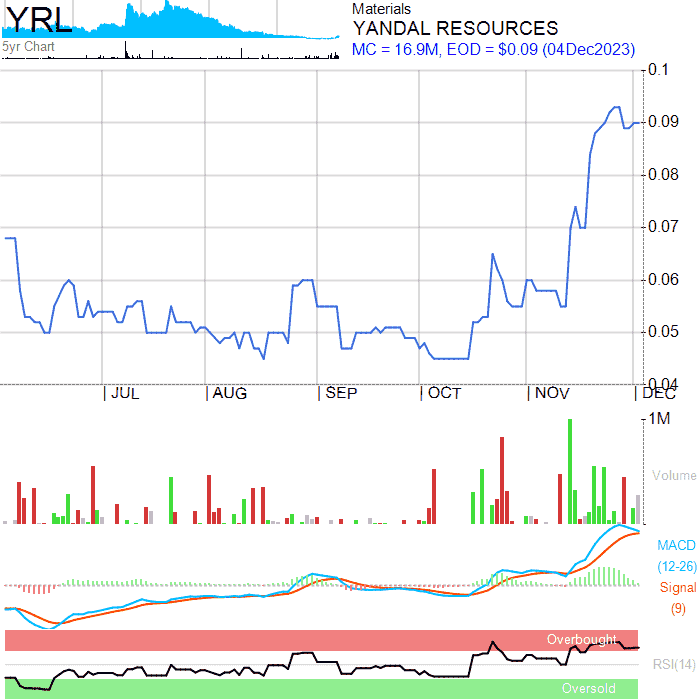 YRL
5yr Chart
Materials
YANDAL RESOURCES
MC = 16.9M, EOD = $0.09 (04Dec2023)
0.1
0.09
0.08
0.07
0.06
0.05
0.04
JUL AUG SEP OCT NOV DEC
1M
Volume
MACD
(12-26)
Signal
(9)
Overbought
RSI(14)
Oversold